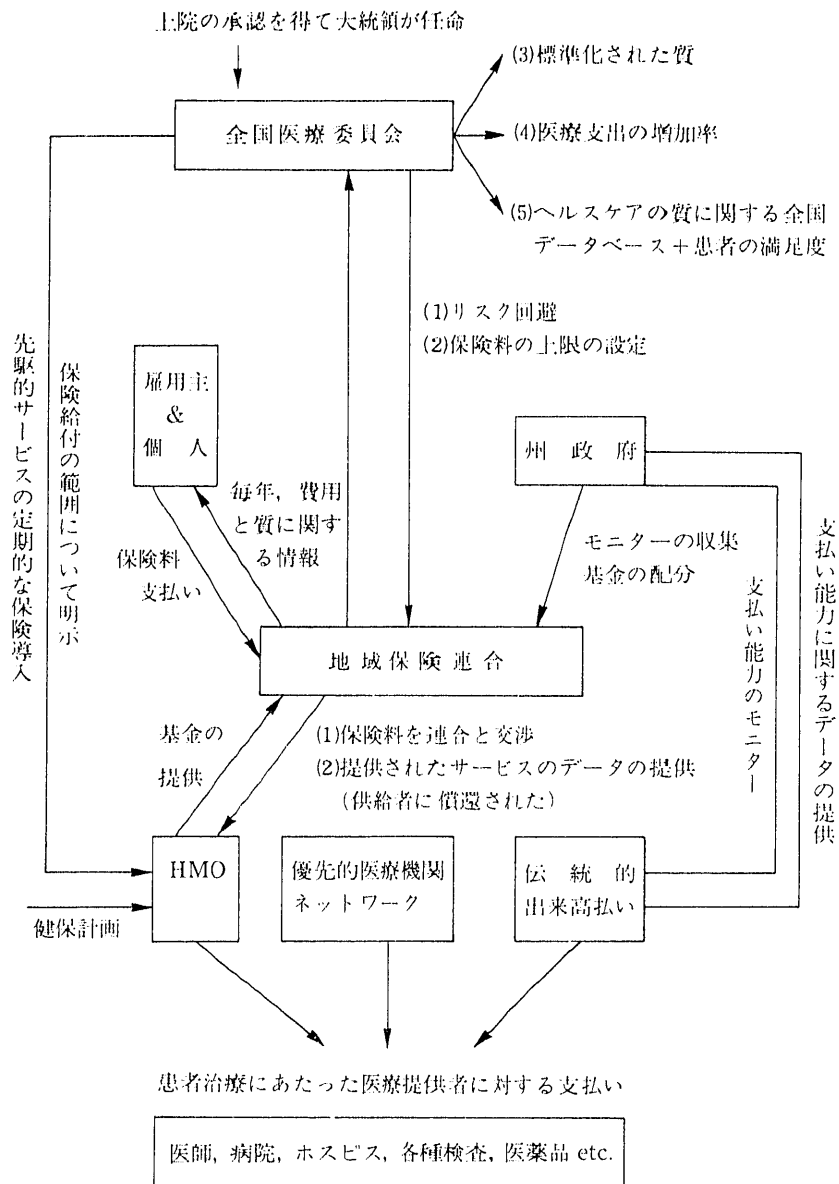 上院の承認を得て大統領が任命
(3)標準化された質
全国医療委員会
(4)医療支出の増加率
(5)ヘルスケアの質に関する全国
データベース＋患者の満足度
(1)リスク回避
(2)保険料の上限の設定
先駆的サービスの定期的な保険導入
保険給付の範囲について明示
雇用主
&
個人
州政府
毎年，費用
と質に関す
る情報
保険料
支払い
モニターの収集
基金の配分
支払い能力のモニター
支払い能力に関するデータの提供
地域保険連合
基金の
提供
(1)保険料を連合と交渉
(2)提供されたサービスのデータの提供
(供給者に償還された)
HMO
優先的医療機関
ネットワーク
伝統的
出来高払い
健保計画
患者治療にあたった医療提供者に対する支払い
医師，病院，ホスピス，各種検査，医薬品 etc.